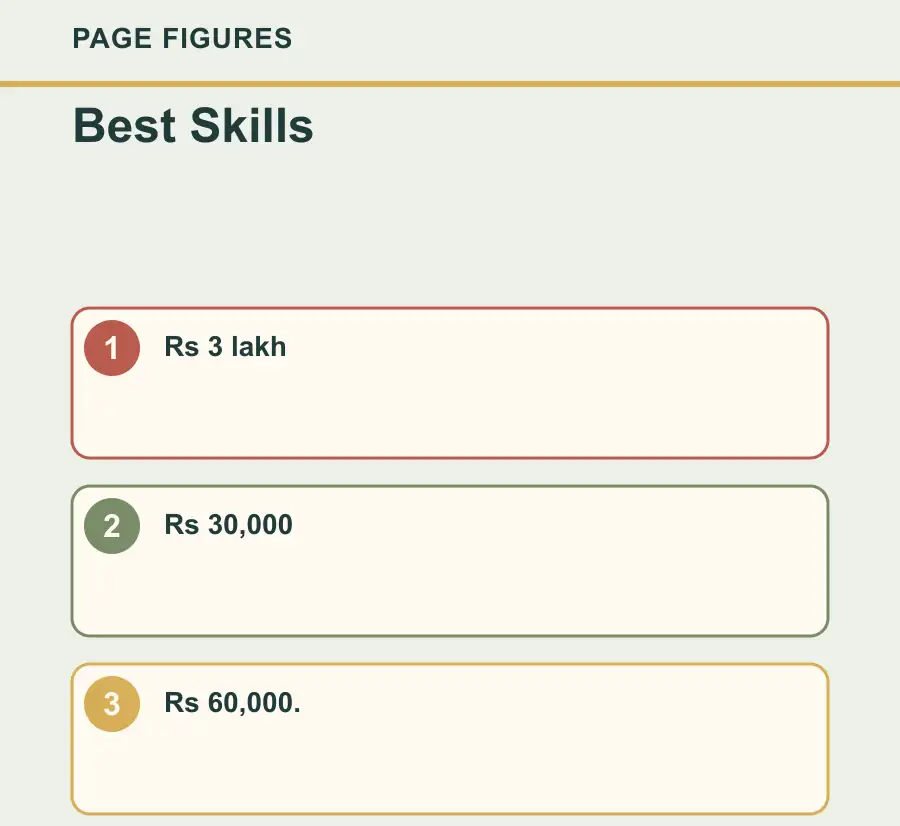 PAGE FIGURES
Best Skills
1
Rs 3 lakh
2
Rs 30,000
3
Rs 60,000.